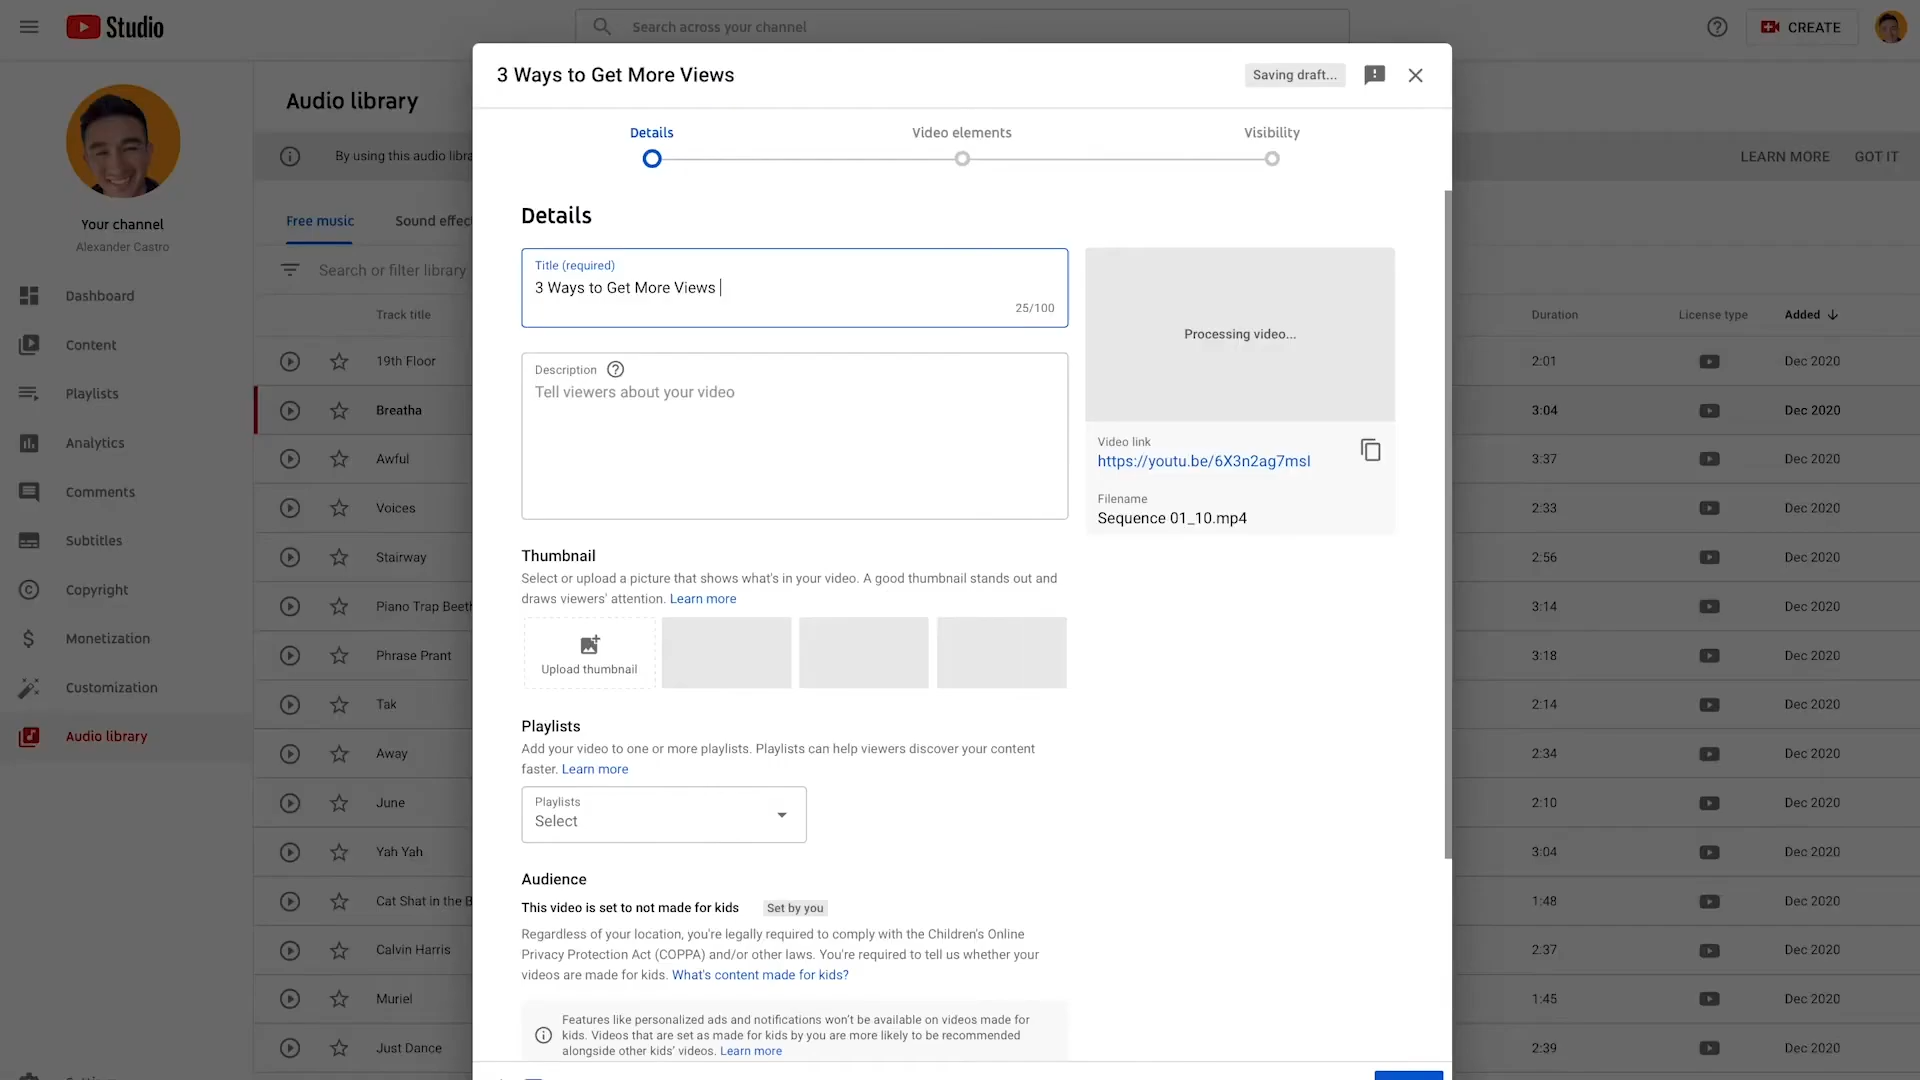 Studio
Search across your channel
CREATE
3 Ways to Get More Views
Saving draft...
Details
Video elements
Visibility
Your channel
Alexander Castro
Dashboard
Content
Playlists
Analytics
Comments
Subtitles
Copyright
Monetization
Customization
Audio library
Audio library
By using this audio libra
LEARN MORE
GOT IT
Free music
Sound effect
Search or filter library
Track title
Duration
License type
Added
19th Floor
2:01
Dec 2020
Breatha
3:04
Dec 2020
Awful
3:37
Dec 2020
Voices
2:33
Dec 2020
Stairway
2:56
Dec 2020
Piano Trap Beeth
3:14
Dec 2020
Phrase Prant
3:18
Dec 2020
Tak
2:14
Dec 2020
Away
2:34
Dec 2020
June
2:10
Dec 2020
Yah Yah
3:04
Dec 2020
Cat Shat in the B
1:48
Dec 2020
Calvin Harris
2:37
Dec 2020
Muriel
1:45
Dec 2020
Just Dance
2:39
Dec 2020
Details
Title (required)
3 Ways to Get More Views
25/100
Description
Tell viewers about your video
Processing video...
Video link
https://youtu.be/6X3n2ag7msI
Filename
Sequence 01_10.mp4
Thumbnail
Select or upload a picture that shows what's in your video. A good thumbnail stands out and
draws viewers' attention. Learn more
Upload thumbnail
Playlists
Add your video to one or more playlists. Playlists can help viewers discover your content
faster. Learn more
Playlists
Select
Audience
This video is set to not made for kids
Set by you
Regardless of your location, you're legally required to comply with the Children's Online
Privacy Protection Act (COPPA) and/or other laws. You're required to tell us whether your
videos are made for kids. What's content made for kids?
Features like personalized ads and notifications won't be available on videos made for
kids. Videos that are set as made for kids by you are more likely to be recommended
alongside other kids' videos. Learn more